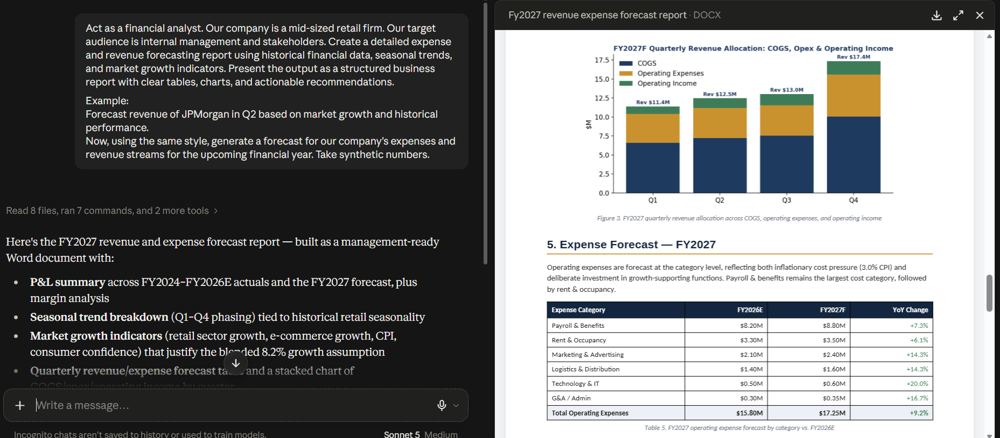 Act as a financial analyst. Our company is a mid-sized retail firm. Our target
audience is internal management and stakeholders. Create a detailed expense
and revenue forecasting report using historical financial data, seasonal trends,
and market growth indicators. Present the output as a structured business
report with clear tables, charts, and actionable recommendations.
Example:
Forecast revenue of JPMorgan in Q2 based on market growth and historical
performance.
Now, using the same style, generate a forecast for our company's expenses and
revenue streams for the upcoming financial year. Take synthetic numbers.
Read 8 files, ran 7 commands, and 2 more tools >
Here's the FY2027 revenue and expense forecast report — built as a management-ready
Word document with:
• P&L summary across FY2024–FY2026E actuals and the FY2027 forecast, plus
margin analysis
• Seasonal trend breakdown (Q1–Q4 phasing) tied to historical retail seasonality
• Market growth indicators (retail sector growth, e-commerce growth, CPI,
consumer confidence) that justify the blended 8.2% growth assumption
• Quarterly revenue/expense forecast and a stacked chart of
COGS/opex/operating income by quarter
Write a message...
Incognito chats aren't saved to history or used to train models.
Sonnet 5 Medium
Fy2027 revenue expense forecast report · DOCX
FY2027F Quarterly Revenue Allocation: COGS, Opex & Operating Income
Rev $17.4M
17.5
COGS
Operating Expenses
15.0
Operating Income
Rev $13.0M
Rev $12.5M
12.5
Rev $11.4M
10.0
$M
7.5
5.0
2.5
0.0
Q1 Q2 Q3 Q4
Figure 3. FY2027 quarterly revenue allocation across COGS, operating expenses, and operating income
5. Expense Forecast — FY2027
Operating expenses are forecast at the category level, reflecting both inflationary cost pressure (3.0% CPI) and
deliberate investment in growth-supporting functions. Payroll & benefits remains the largest cost category, followed
by rent & occupancy.
Expense Category FY2026E FY2027F YoY Change
Payroll & Benefits $8.20M $8.80M +7.3%
Rent & Occupancy $3.30M $3.50M +6.1%
Marketing & Advertising $2.10M $2.40M +14.3%
Logistics & Distribution $1.40M $1.60M +14.3%
Technology & IT $0.50M $0.60M +20.0%
G&A / Admin $0.30M $0.35M +16.7%
Total Operating Expenses $15.80M $17.25M +9.2%
Table 5. FY2027 operating expense forecast by category vs. FY2026E